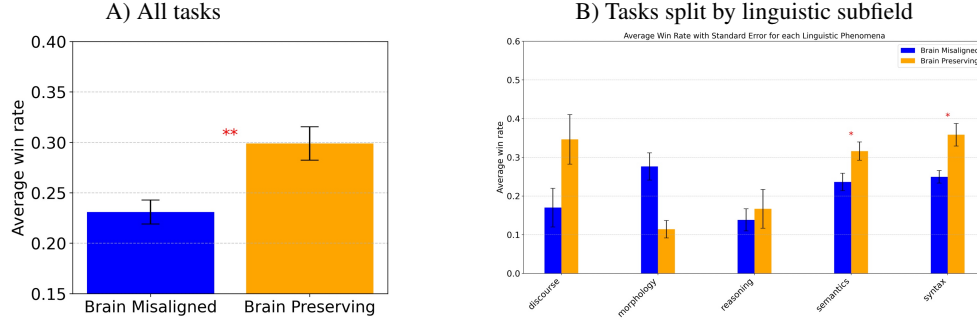 A) All tasks
0.40
0.35
0.30
0.25
0.20
0.15
Average win rate
**
Brain Misaligned
Brain Preserving
B) Tasks split by linguistic subfield
Average Win Rate with Standard Error for each Linguistic Phenomena
0.6
0.5
0.4
0.3
0.2
0.1
0.0
Average win rate
Brain Misaligned
Brain Preserving
*
*
discourse
morphology
reasoning
semantics
syntax